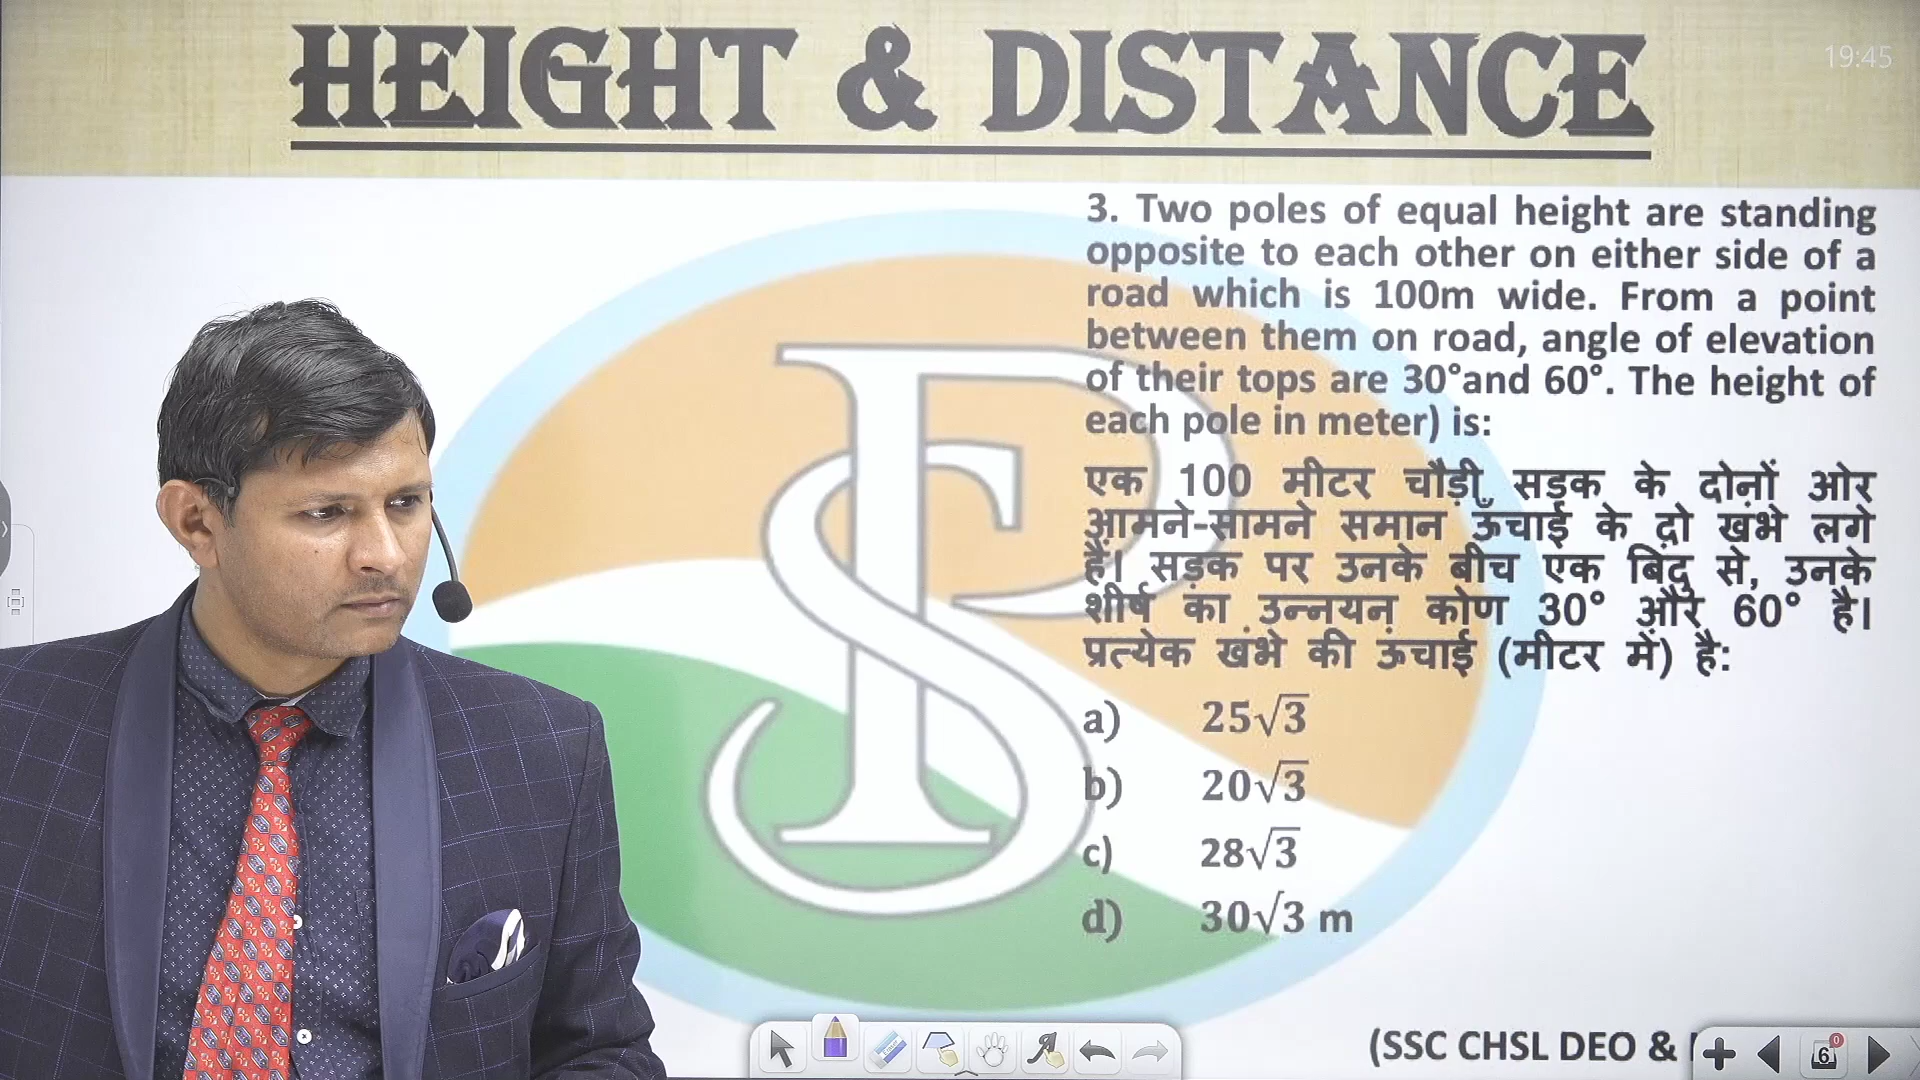 HEIGHT & DISTANCE
19:45
3. Two poles of equal height are standing
opposite to each other on either side of a
road which is 100m wide. From a point
between them on road, angle of elevation
of their tops are 30°and 60°. The height of
each pole in meter) is:
एक 100 मीटर चौड़ी सड़क के दोनों ओर
आमने-सामने समान ऊँचाई के दो खंभे लगे
हैं। सड़क पर उनके बीच एक बिंदु से, उनके
शीर्ष का उन्नयन कोण 30° और 60° है।
प्रत्येक खंभे की ऊंचाई (मीटर में) है:
a) 25√3
b) 20√3
c) 28√3
d) 30√3 m
(SSC CHSL DEO &
6
0